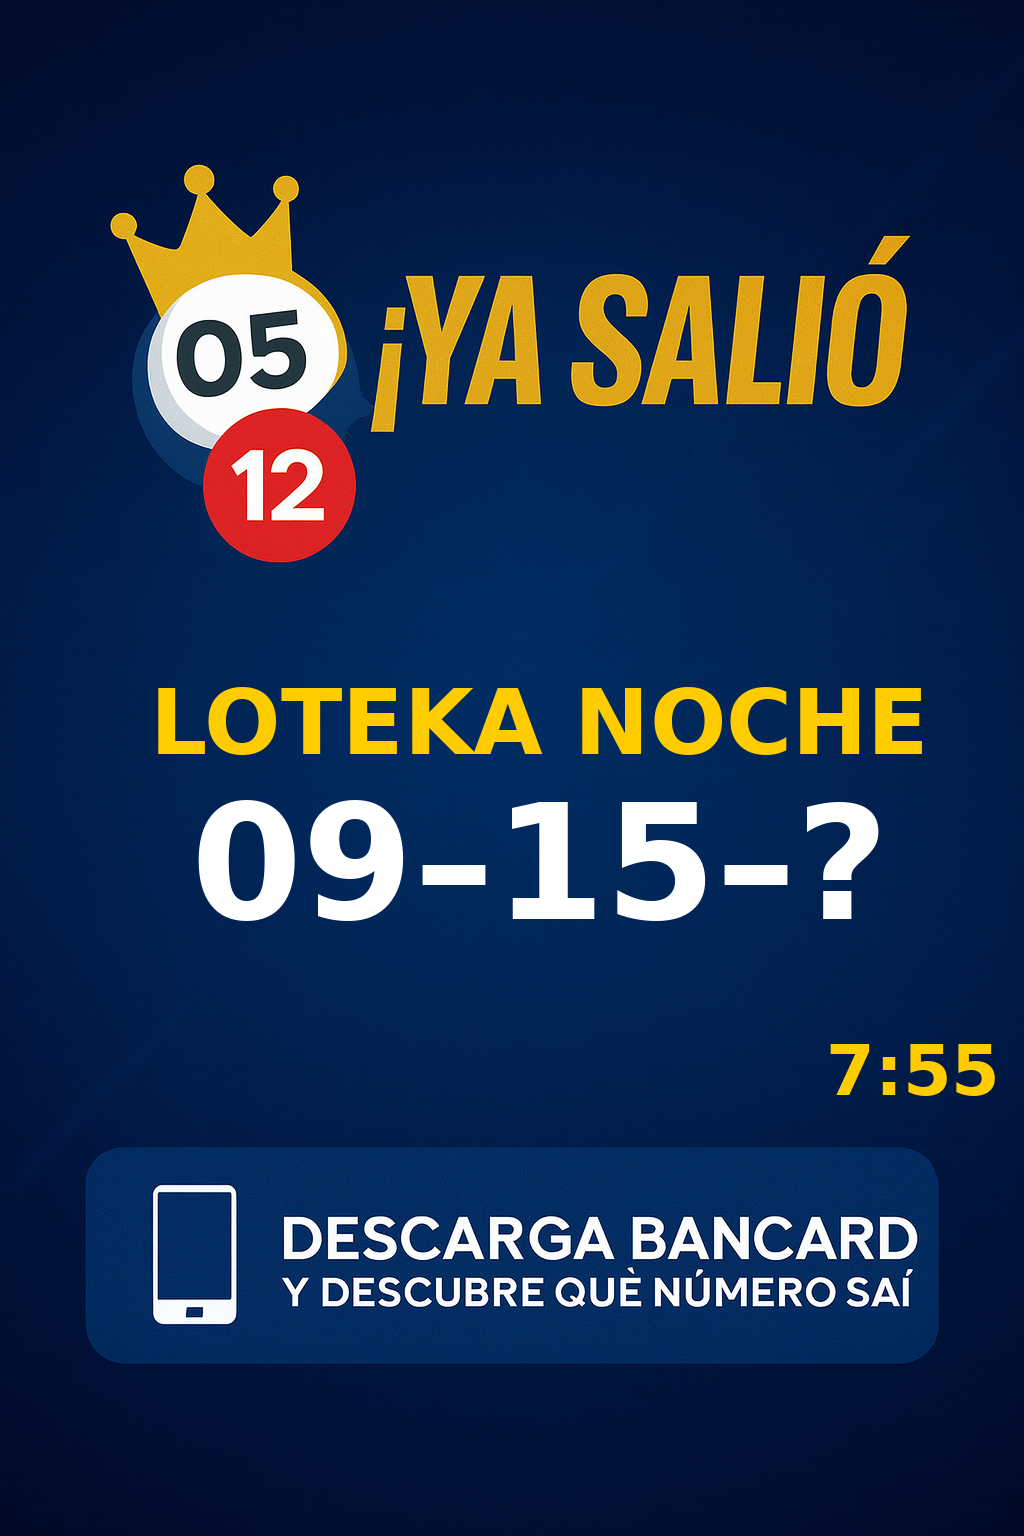 05
12
¡YA SALIÓ
LOTEKA NOCHE
09–15–?
7:55
DESCARGA BANCARD
Y DESCUBRE QUÈ NÚMERO SAÍ